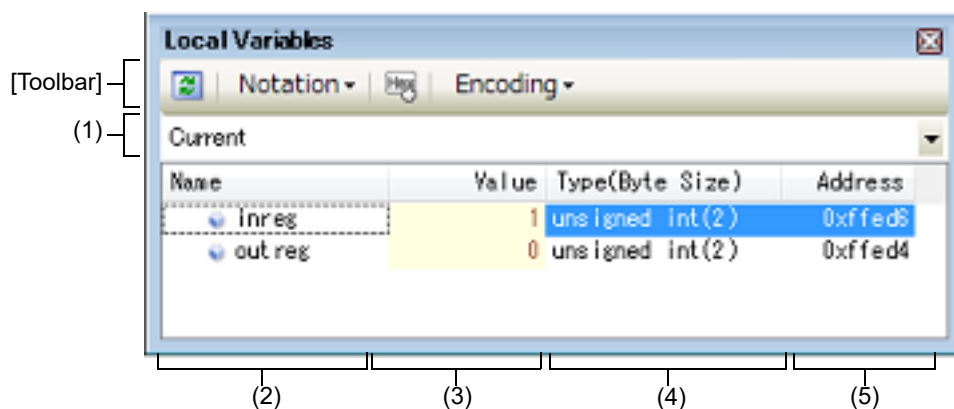 Local Variables
[Toolbar]
Notation
Hex
Encoding
(1)
Current
Name Value Type(Byte Size) Address
inreg 1 unsigned int(2) 0xffed6
outreg 0 unsigned int(2) 0xffed4
(2) (3) (4) (5)